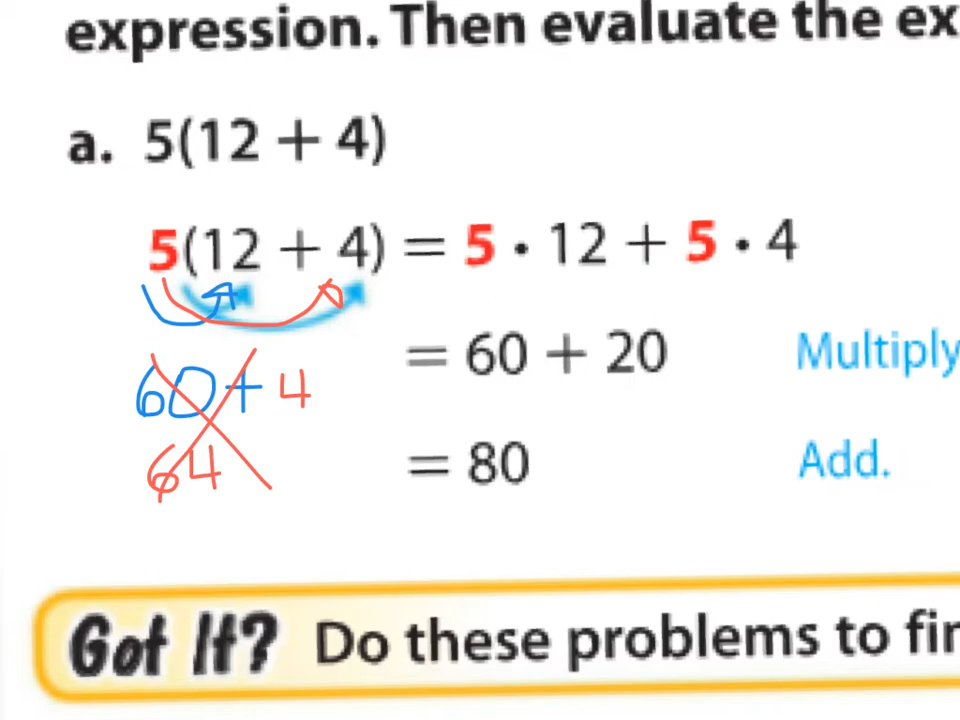 expression. Then evaluate the ex
a. 5(12 + 4)
5(12 + 4) = 5 · 12 + 5 · 4
60 + 4 = 60 + 20 Multiply
64 = 80 Add.
Got It? Do these problems to fin